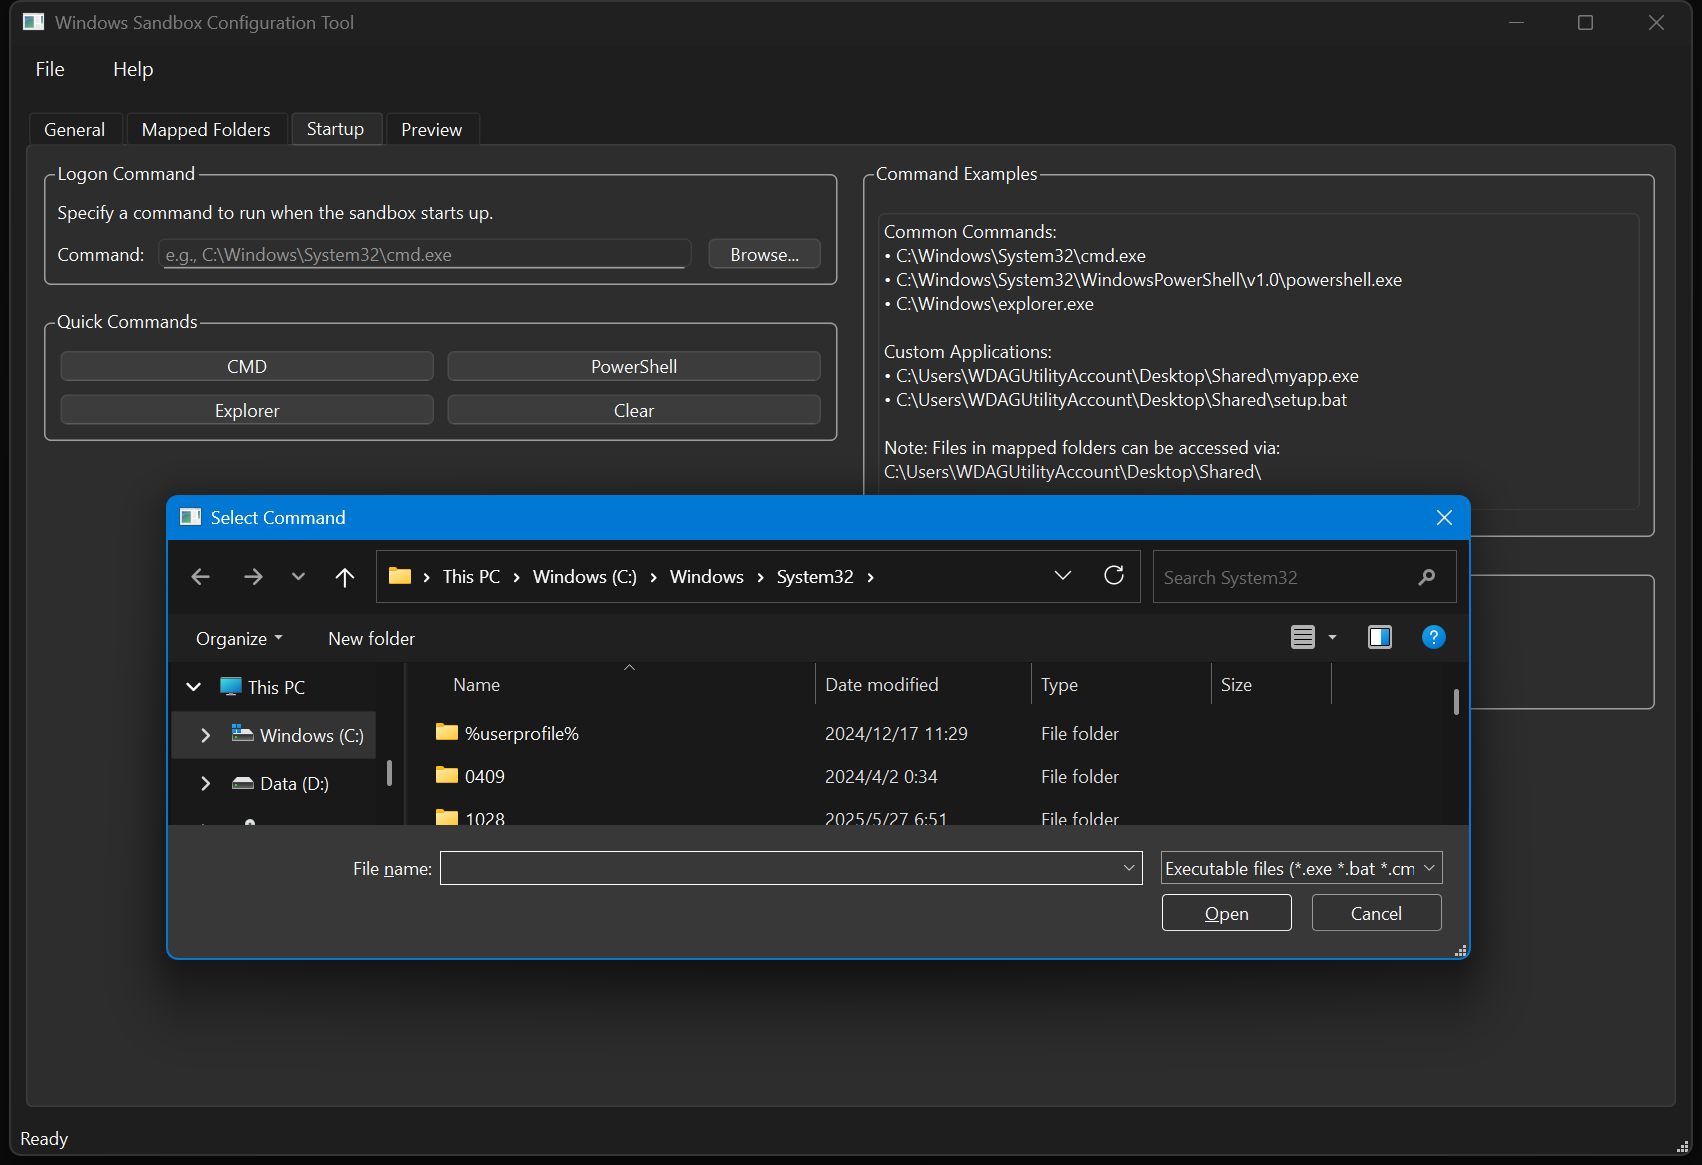 Windows Sandbox Configuration Tool
File Help
General Mapped Folders Startup Preview
Logon Command
Specify a command to run when the sandbox starts up.
Command: e.g., C:\Windows\System32\cmd.exe Browse...
Quick Commands
CMD PowerShell
Explorer Clear
Command Examples
Common Commands:
• C:\Windows\System32\cmd.exe
• C:\Windows\System32\WindowsPowerShell\v1.0\powershell.exe
• C:\Windows\explorer.exe
Custom Applications:
• C:\Users\WDAGUtilityAccount\Desktop\Shared\myapp.exe
• C:\Users\WDAGUtilityAccount\Desktop\Shared\setup.bat
Note: Files in mapped folders can be accessed via:
C:\Users\WDAGUtilityAccount\Desktop\Shared\
Select Command
This PC › Windows (C:) › Windows › System32 ›
Search System32
Organize New folder
This PC
Windows (C:)
Data (D:)
Name Date modified Type Size
%userprofile% 2024/12/17 11:29 File folder
0409 2024/4/2 0:34 File folder
1028 2025/5/27 6:51 File folder
File name:
Executable files (*.exe *.bat *.cm
Open Cancel
Ready